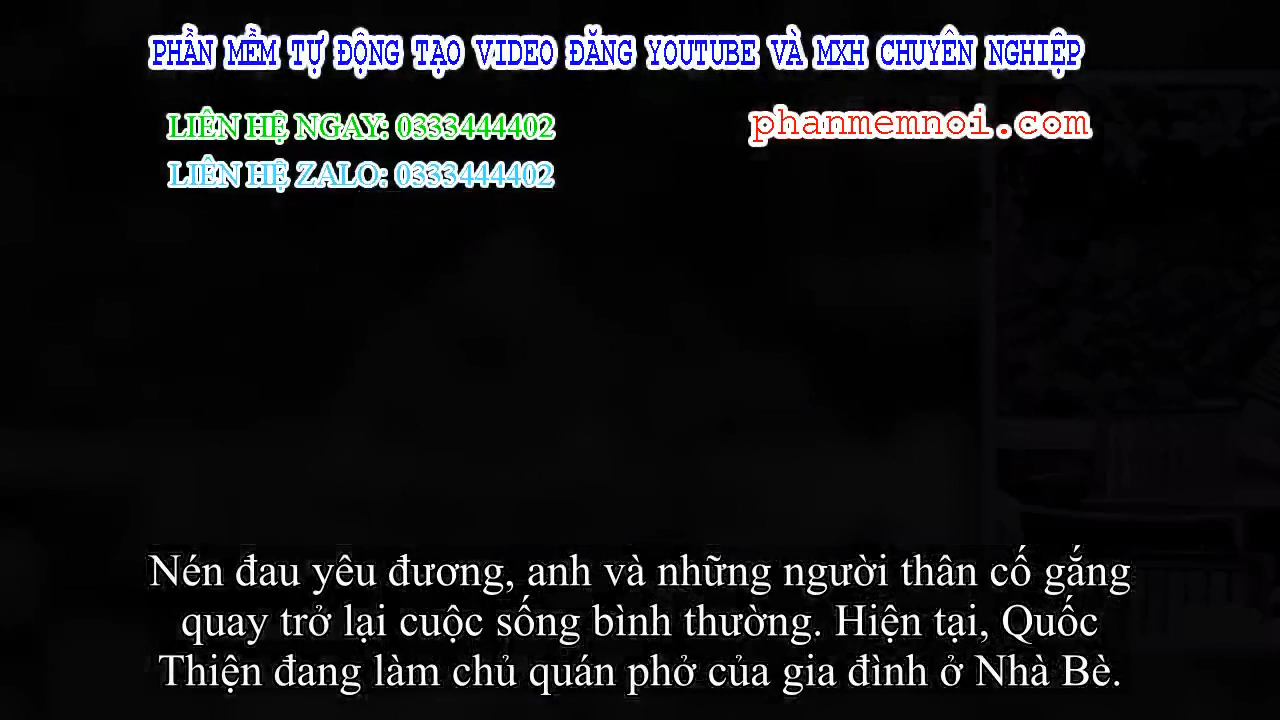 PHẦN MỀM TỰ ĐỘNG TẠO VIDEO ĐĂNG YOUTUBE VÀ MXH CHUYÊN NGHIỆP
LIÊN HỆ NGAY: 0333444402
phanmemnoi.com
LIÊN HỆ ZALO: 0333444402
Nén đau yêu đương, anh và những người thân cố gắng
quay trở lại cuộc sống bình thường. Hiện tại, Quốc
Thiện đang làm chủ quán phở của gia đình ở Nhà Bè.